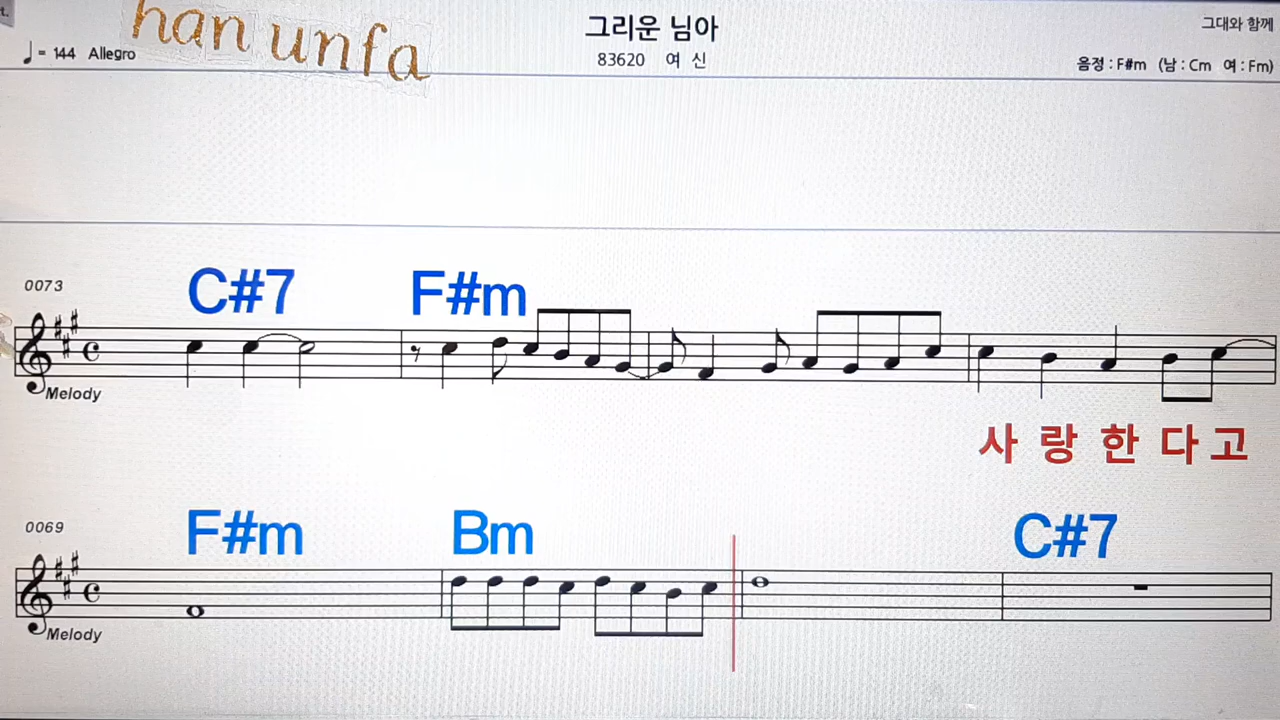 t.
han unfa
그리운 님아
그대와 함께
♩= 144 Allegro
83620 여 신
음정 : F#m (남 : Cm 여 : Fm)
0073
C#7 F#m
Melody
사 랑 한 다 고
0069
F#m Bm C#7
Melody